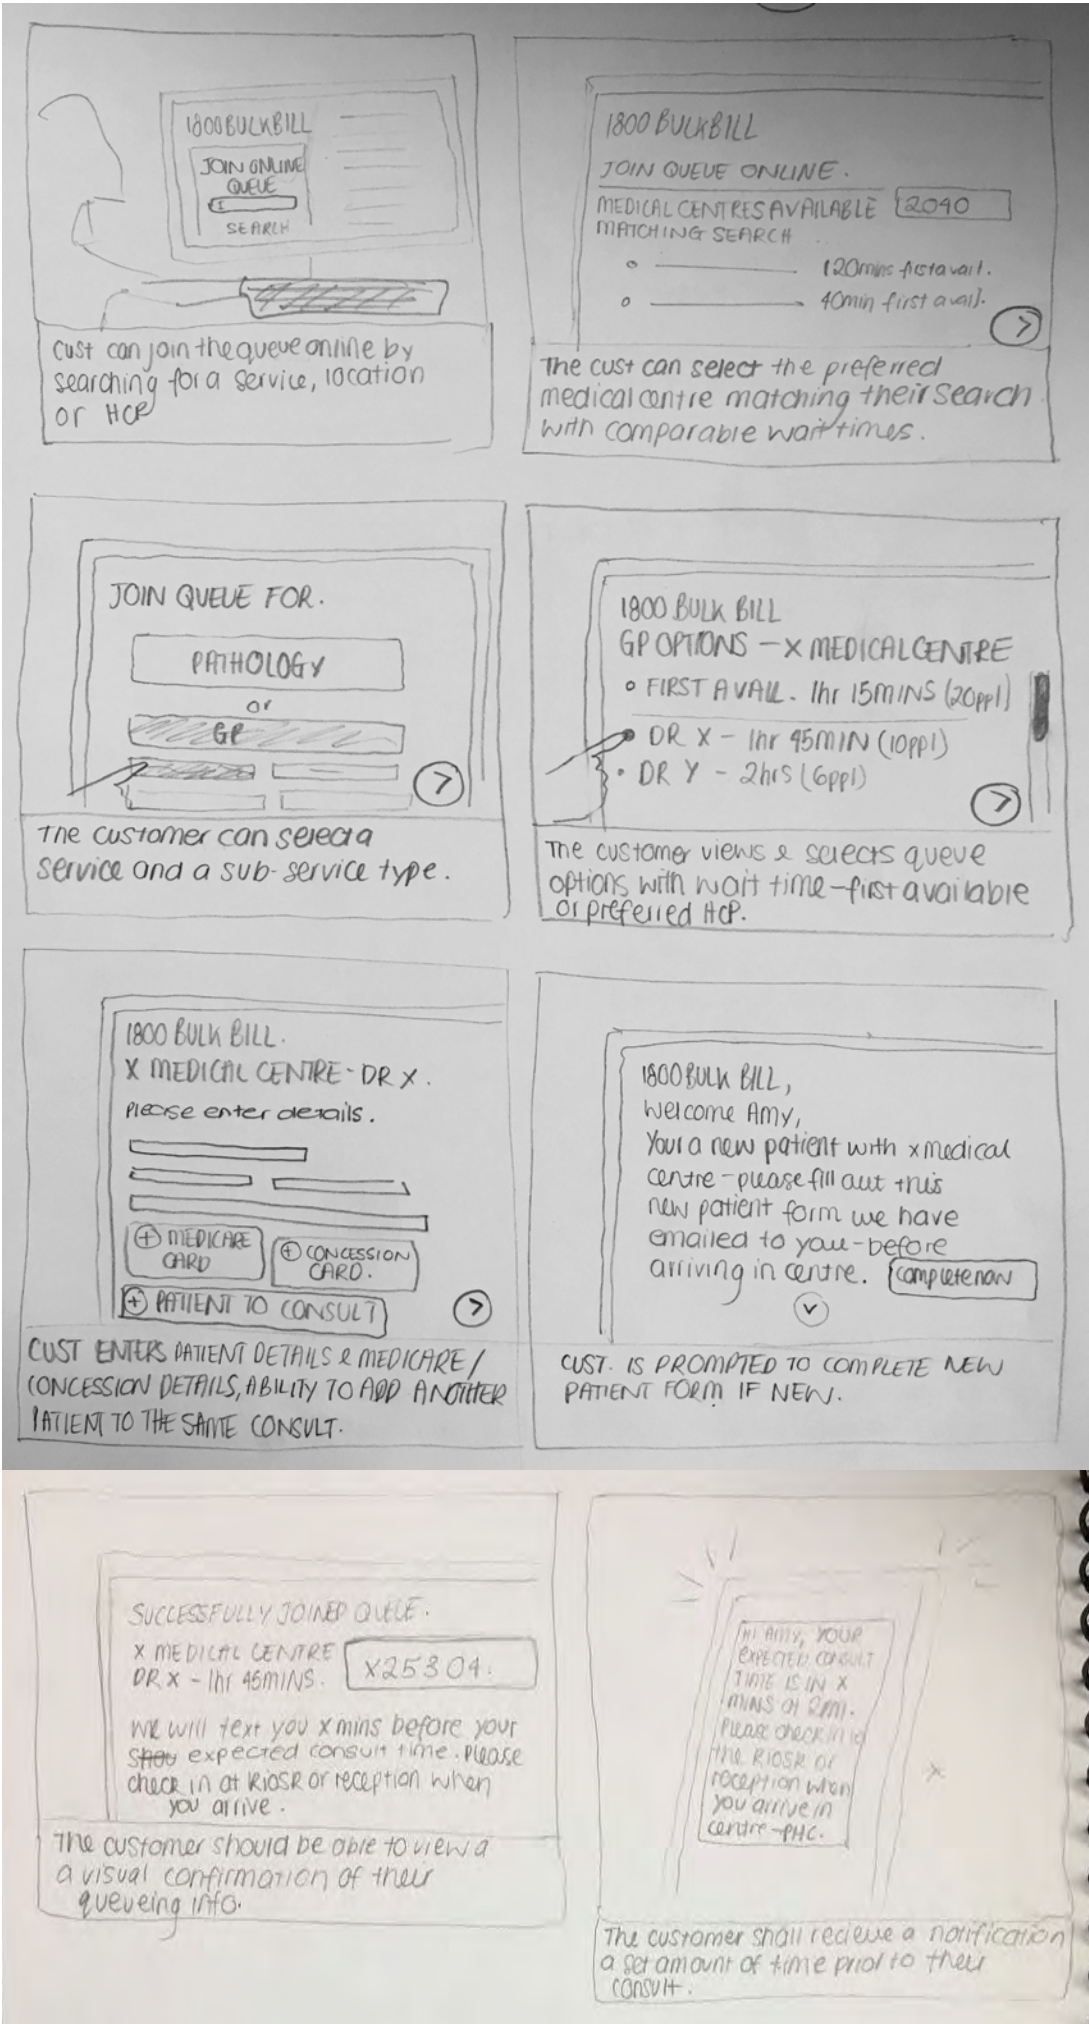 1800BULKBILL
JOIN ONLINE
QUEUE
SEARCH
Cust can join the queue online by
searching for a service, location
or HCP
1800 BULKBILL
JOIN QUEUE ONLINE.
MEDICAL CENTRES AVAILABLE 2040
MATCHING SEARCH
120mins first avail.
40min first avail.
>
The cust can select the preferred
medical centre matching their search
with comparable wait times.
JOIN QUEUE FOR.
PATHOLOGY
or
GP
>
The customer can select a
service and a sub-service type.
1800 BULK BILL
GP OPTIONS - X MEDICAL CENTRE
FIRST AVAIL. 1hr 15MINS (20ppl)
DR X - 1hr 45MIN (10ppl)
DR Y - 2hrs (6ppl)
>
The customer views & selects queue
options with wait time - first available
or preferred HCP.
1800 BULK BILL.
X MEDICAL CENTRE - DR X.
Please enter details.
+ MEDICARE
CARD
+ CONCESSION
CARD.
+ PATIENT TO CONSULT
>
CUST ENTERS PATIENT DETAILS & MEDICARE/
CONCESSION DETAILS, ABILITY TO ADD ANOTHER
PATIENT TO THE SAME CONSULT.
1800 BULK BILL,
Welcome Amy,
Your a new patient with x medical
centre - please fill out this
new patient form we have
emailed to you - before
arriving in centre. Complete now
CUST. IS PROMPTED TO COMPLETE NEW
PATIENT FORM IF NEW.
SUCCESSFULLY JOINED QUEUE.
X MEDICAL CENTRE
DR X - 1hr 45MINS. X25304.
We will text you x mins before your
expected consult time. Please
check in at KIOSK or reception when
you arrive.
The customer should be able to view a
a visual confirmation of their
queueing info.
HI AMY, YOUR
EXPECTED CONSULT
TIME IS IN X
MINS at 2PM.
Please check in @
the KIOSK or
reception when
you arrive in
centre - PHC.
The customer shall recieve a notification
a set amount of time prior to their
consult.